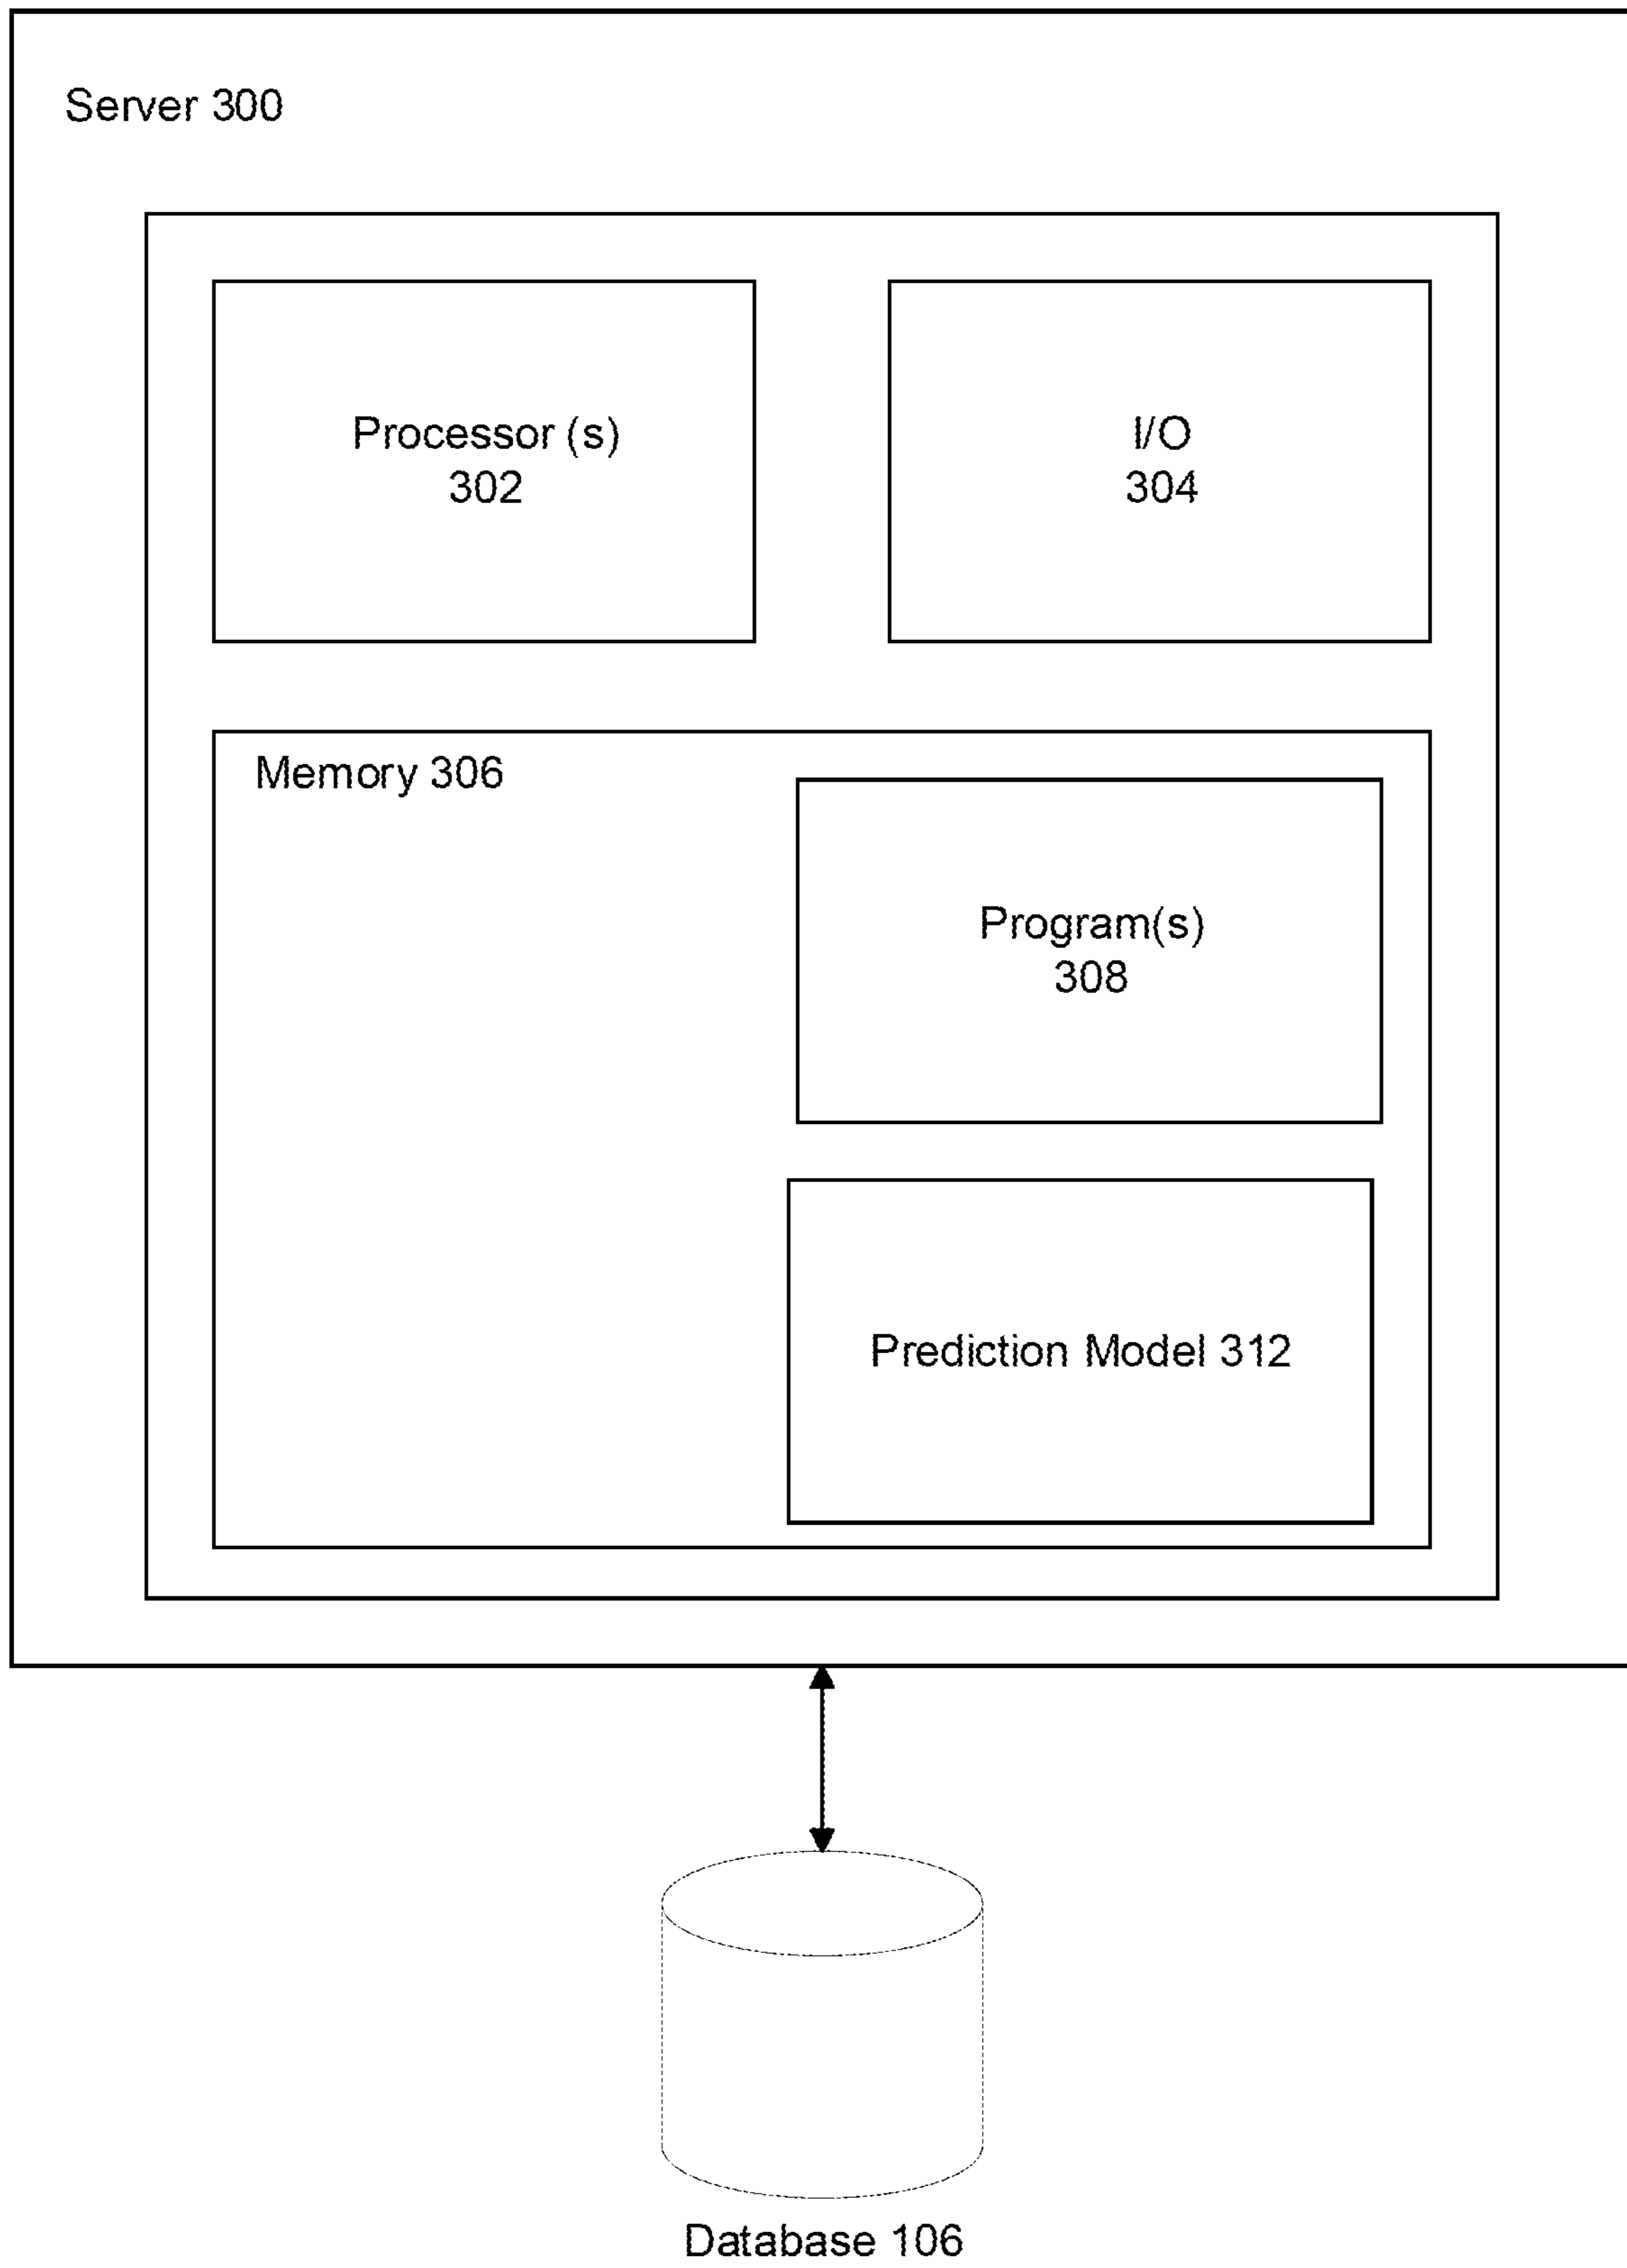 Server 300
Processor (s)
302
I/O
304
Memory 306
Program(s)
308
Prediction Model 312
Database 106